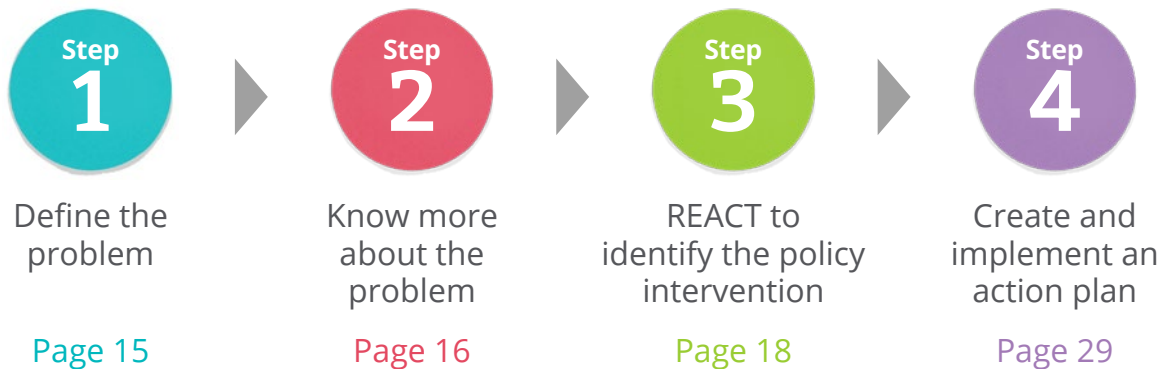 Step
1
Define the
problem
Page 15
Step
2
Know more
about the
problem
Page 16
Step
3
REACT to
identify the policy
intervention
Page 18
Step
4
Create and
implement an
action plan
Page 29